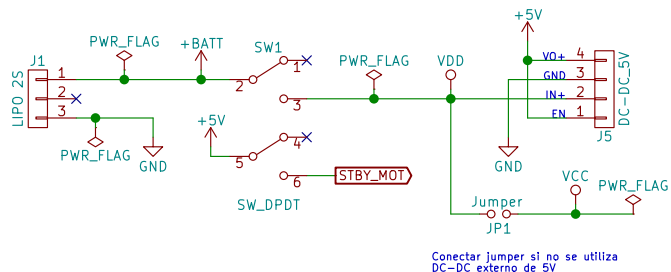 J1
LIPO 2S
1
2
3
PWR_FLAG
PWR_FLAG
GND
+BATT
SW1
2
1
3
+5V
5
4
6
SW_DPDT
STBY_MOT
PWR_FLAG
VDD
+5V
VO+
4
GND
3
IN+
2
EN
1
DC-DC_5V
J5
GND
Jumper
JP1
VCC
PWR_FLAG
Conectar jumper si no se utiliza
DC-DC externo de 5V